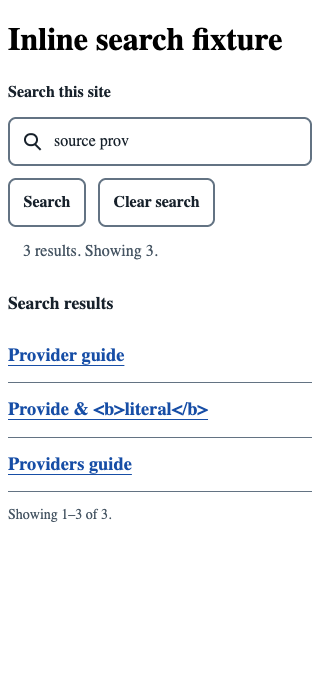 Inline search fixture
Search this site
source prov
Search
Clear search
3 results. Showing 3.
Search results
Provider guide
Provide & <b>literal</b>
Providers guide
Showing 1–3 of 3.